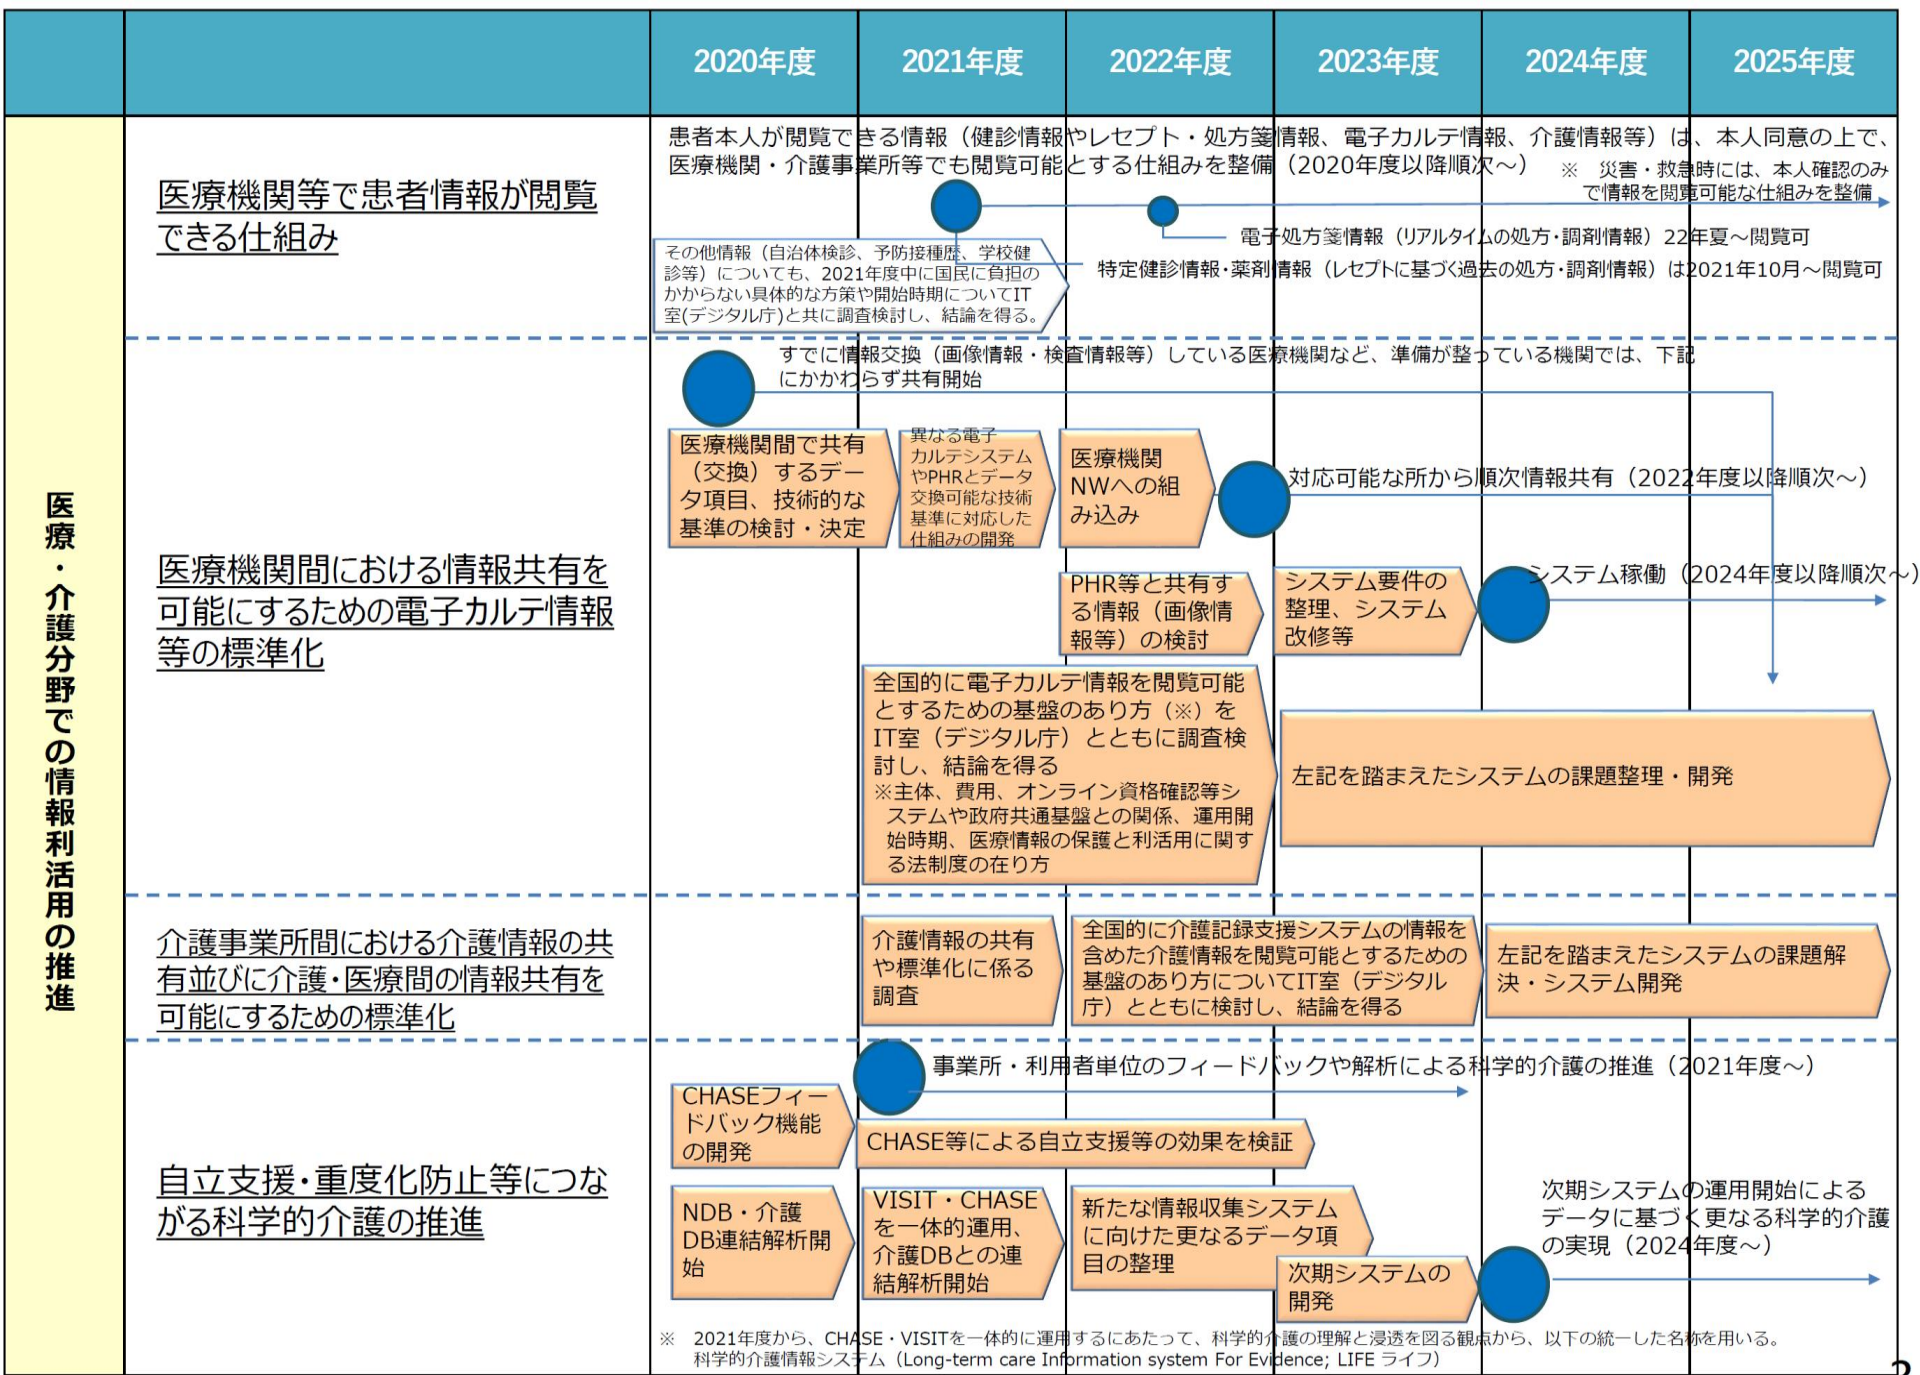 2020年度
2021年度
2022年度
2023年度
2024年度
2025年度
医療・介護分野での情報利活用の推進
医療機関等で患者情報が閲覧
できる仕組み
患者本人が閲覧できる情報（健診情報やレセプト・処方箋情報、電子カルテ情報、介護情報等）は、本人同意の上で、
医療機関・介護事業所等でも閲覧可能とする仕組みを整備（2020年度以降順次～）
※　災害・救急時には、本人確認のみ
で情報を閲覧可能な仕組みを整備
電子処方箋情報（リアルタイムの処方・調剤情報）22年夏～閲覧可
特定健診情報・薬剤情報（レセプトに基づく過去の処方・調剤情報）は2021年10月～閲覧可
その他情報（自治体検診、予防接種歴、学校健
診等）についても、2021年度中に国民に負担の
かからない具体的な方策や開始時期についてIT
室(デジタル庁)と共に調査検討し、結論を得る。
医療機関間における情報共有を
可能にするための電子カルテ情報
等の標準化
すでに情報交換（画像情報・検査情報等）している医療機関など、準備が整っている機関では、下記
にかかわらず共有開始
医療機関間で共有
（交換）するデー
タ項目、技術的な
基準の検討・決定
異なる電子
カルテシステム
やPHRとデータ
交換可能な技術
基準に対応した
仕組みの開発
医療機関
NWへの組
み込み
対応可能な所から順次情報共有（2022年度以降順次～）
PHR等と共有す
る情報（画像情
報等）の検討
システム要件の
整理、システム
改修等
システム稼働（2024年度以降順次～）
全国的に電子カルテ情報を閲覧可能
とするための基盤のあり方（※）を
IT室（デジタル庁）とともに調査検
討し、結論を得る
※主体、費用、オンライン資格確認等シ
ステムや政府共通基盤との関係、運用開
始時期、医療情報の保護と利活用に関す
る法制度の在り方
左記を踏まえたシステムの課題整理・開発
介護事業所間における介護情報の共
有並びに介護・医療間の情報共有を
可能にするための標準化
介護情報の共有
や標準化に係る
調査
全国的に介護記録支援システムの情報を
含めた介護情報を閲覧可能とするための
基盤のあり方についてIT室（デジタル
庁）とともに検討し、結論を得る
左記を踏まえたシステムの課題解
決・システム開発
自立支援・重度化防止等につな
がる科学的介護の推進
事業所・利用者単位のフィードバックや解析による科学的介護の推進（2021年度～）
CHASEフィー
ドバック機能
の開発
CHASE等による自立支援等の効果を検証
NDB・介護
DB連結解析開
始
VISIT・CHASE
を一体的運用、
介護DBとの連
結解析開始
新たな情報収集システム
に向けた更なるデータ項
目の整理
次期システムの
開発
次期システムの運用開始による
データに基づく更なる科学的介護
の実現（2024年度～）
※　2021年度から、CHASE・VISITを一体的に運用するにあたって、科学的介護の理解と浸透を図る観点から、以下の統一した名称を用いる。
科学的介護情報システム（Long-term care Information system For Evidence; LIFE ライフ）
2